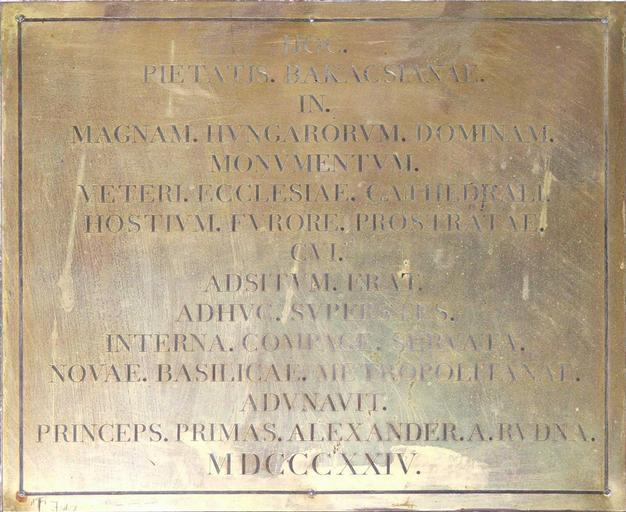 HOC.
PIETATIS. BAKACSIANAE.
IN.
MAGNAM. HVNGARORVM. DOMINAM.
MONVMENTVM.
VETERI. ECCLESIAE. CATHEDRALI.
HOSTIVM. FVRORE. PROSTRATAE.
CVI.
ADSITVM. ERAT.
ADHVC. SVPERSTES.
INTERNA. COMPAGE. SERVATA.
NOVAE. BASILICAE. METROPOLITANAE.
ADVNAVIT.
PRINCEPS. PRIMAS. ALEXANDER. A. RVDNA.
MDCCCXXIV.